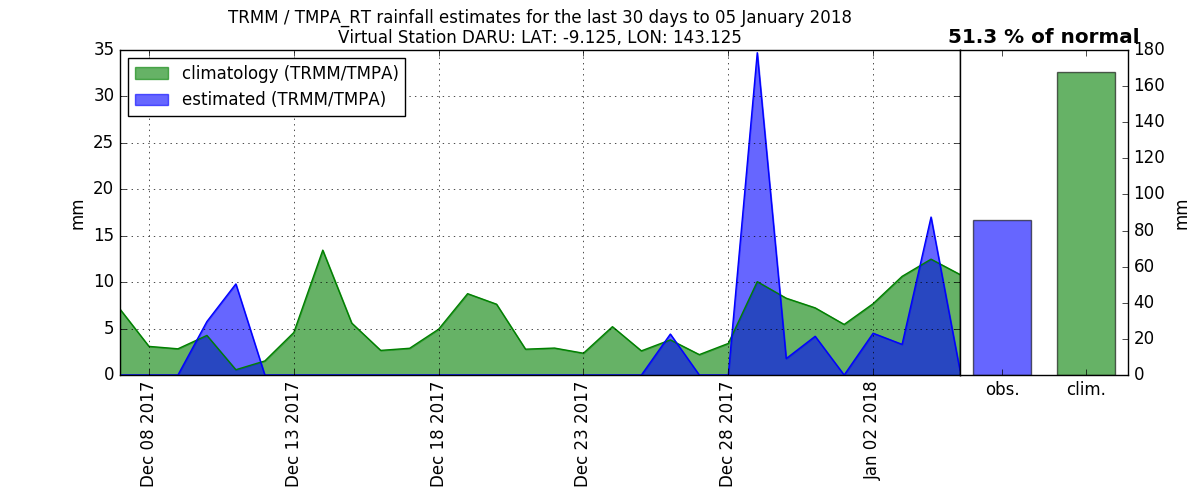 TRMM / TMPA_RT rainfall estimates for the last 30 days to 05 January 2018
Virtual Station DARU: LAT: -9.125, LON: 143.125
51.3 % of normal
climatology (TRMM/TMPA)
estimated (TRMM/TMPA)
mm
35
30
25
20
15
10
5
0
Dec 08 2017
Dec 13 2017
Dec 18 2017
Dec 23 2017
Dec 28 2017
Jan 02 2018
obs.
clim.
180
160
140
120
100
80
60
40
20
0
mm